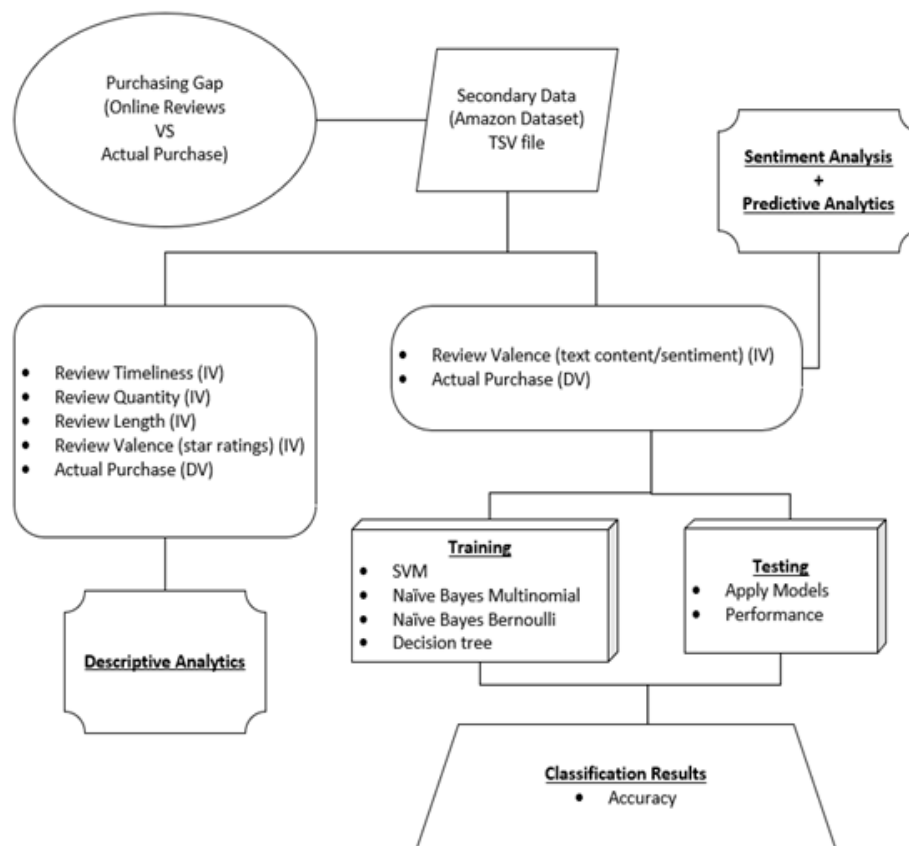 Purchasing Gap
(Online Reviews
VS
Actual Purchase)
Secondary Data
(Amazon Dataset)
TSV file
Sentiment Analysis
+
Predictive Analytics
• Review Timeliness (IV)
• Review Quantity (IV)
• Review Length (IV)
• Review Valence (star ratings) (IV)
• Actual Purchase (DV)
• Review Valence (text content/sentiment) (IV)
• Actual Purchase (DV)
Descriptive Analytics
Training
• SVM
• Naïve Bayes Multinomial
• Naïve Bayes Bernoulli
• Decision tree
Testing
• Apply Models
• Performance
Classification Results
• Accuracy